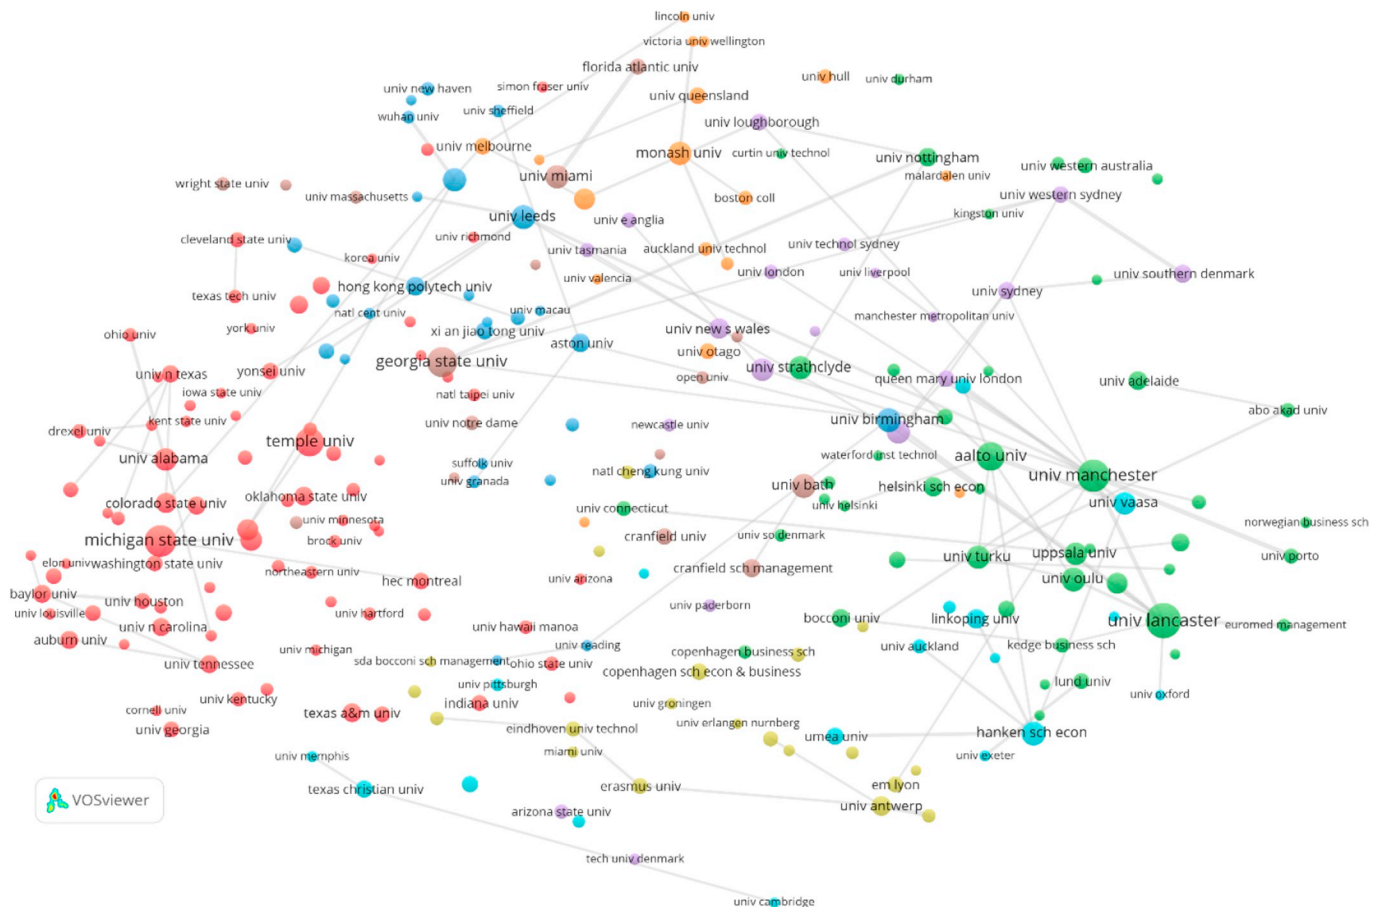 lincoln univ
victoria univ wellington
florida atlantic univ
univ hull
univ durham
univ new haven
simon fraser univ
univ queensland
univ sheffield
wuhan univ
univ loughborough
univ melbourne
monash univ
curtin univ technol
univ nottingham
univ western australia
malardalen univ
univ miami
wright state univ
univ massachusetts
boston coll
univ western sydney
univ leeds
univ e anglia
kingston univ
cleveland state univ
univ richmond
univ tasmania
auckland univ technol
univ technol sydney
korea univ
univ valencia
univ london
univ liverpool
univ southern denmark
hong kong polytech univ
univ sydney
texas tech univ
natl cent univ
univ macau
manchester metropolitan univ
york univ
xi an jiao tong univ
univ new s wales
ohio univ
aston univ
univ otago
georgia state univ
univ strathclyde
univ n texas
yonsei univ
open univ
queen mary univ london
univ adelaide
iowa state univ
natl taipei univ
abo akad univ
kent state univ
univ notre dame
newcastle univ
univ birmingham
drexel univ
temple univ
waterford inst technol
aalto univ
univ alabama
suffolk univ
natl cheng kung univ
univ manchester
univ granada
univ bath
helsinki sch econ
colorado state univ
oklahoma state univ
univ connecticut
univ helsinki
univ vaasa
univ minnesota
norwegian business sch
michigan state univ
brock univ
cranfield univ
univ so denmark
univ turku
uppsala univ
univ porto
elon univ
washington state univ
northeastern univ
hec montreal
univ arizona
cranfield sch management
univ oulu
baylor univ
univ houston
univ paderborn
univ louisville
univ hartford
bocconi univ
linkoping univ
univ lancaster
euromed management
univ n carolina
univ hawaii manoa
auburn univ
univ michigan
univ reading
copenhagen business sch
univ auckland
kedge business sch
univ tennessee
sda bocconi sch management
ohio state univ
copenhagen sch econ & business
univ pittsburgh
lund univ
univ oxford
univ kentucky
indiana univ
univ groningen
cornell univ
texas a&m univ
univ erlangen nurnberg
univ georgia
eindhoven univ technol
umea univ
hanken sch econ
univ memphis
miami univ
univ exeter
texas christian univ
erasmus univ
em lyon
VOSviewer
arizona state univ
univ antwerp
tech univ denmark
univ cambridge